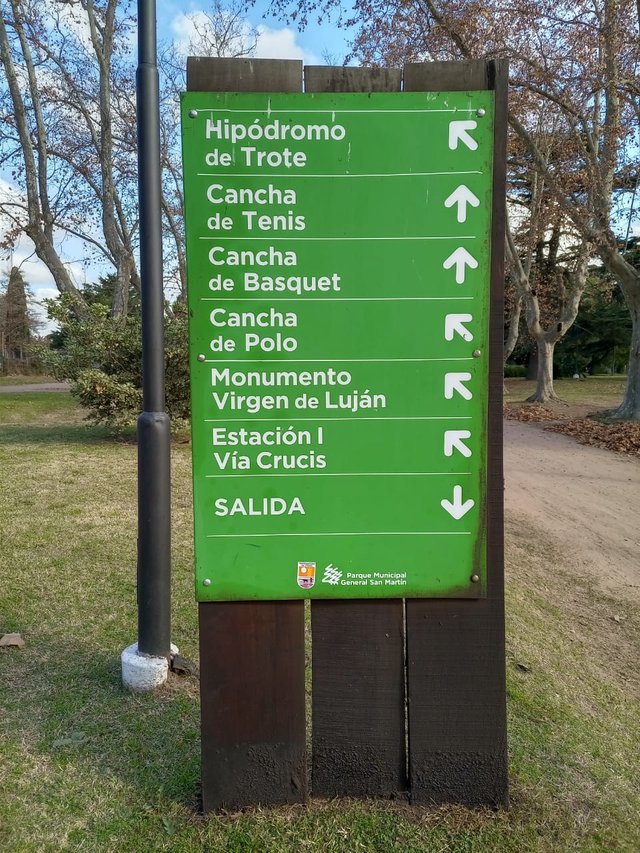 Hipódromo
de Trote
Cancha
de Tenis
Cancha
de Basquet
Cancha
de Polo
Monumento
Virgen de Luján
Estación I
Vía Crucis
SALIDA
Parque Municipal
General San Martín